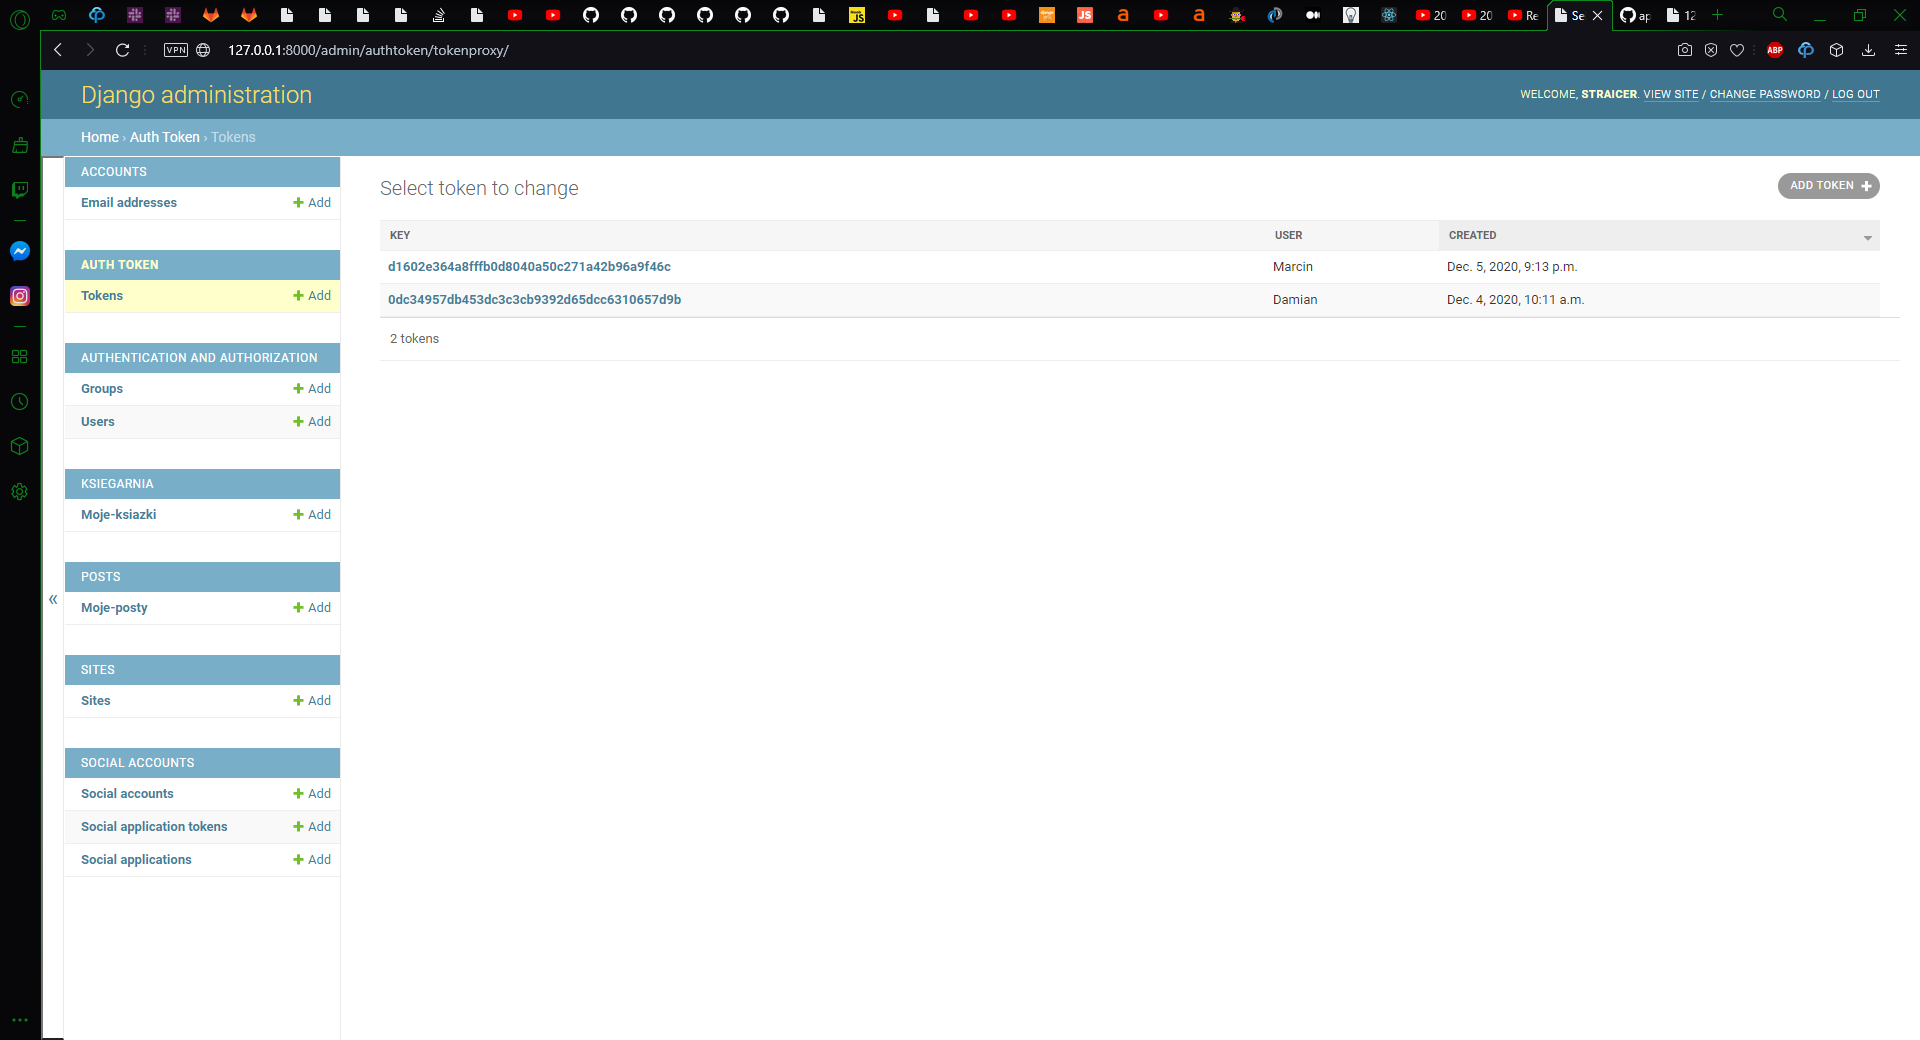 20
20
Re
Se
ap
12
VPN
127.0.0.1:8000/admin/authtoken/tokenproxy/
ABP
Django administration
WELCOME, STRAICER. VIEW SITE / CHANGE PASSWORD / LOG OUT
Home › Auth Token › Tokens
ACCOUNTS
Email addresses + Add
AUTH TOKEN
Tokens + Add
AUTHENTICATION AND AUTHORIZATION
Groups + Add
Users + Add
KSIEGARNIA
Moje-ksiazki + Add
POSTS
Moje-posty + Add
SITES
Sites + Add
SOCIAL ACCOUNTS
Social accounts + Add
Social application tokens + Add
Social applications + Add
«
Select token to change
ADD TOKEN +
KEY USER CREATED
d1602e364a8fffb0d8040a50c271a42b96a9f46c Marcin Dec. 5, 2020, 9:13 p.m.
0dc34957db453dc3c3cb9392d65dcc6310657d9b Damian Dec. 4, 2020, 10:11 a.m.
2 tokens